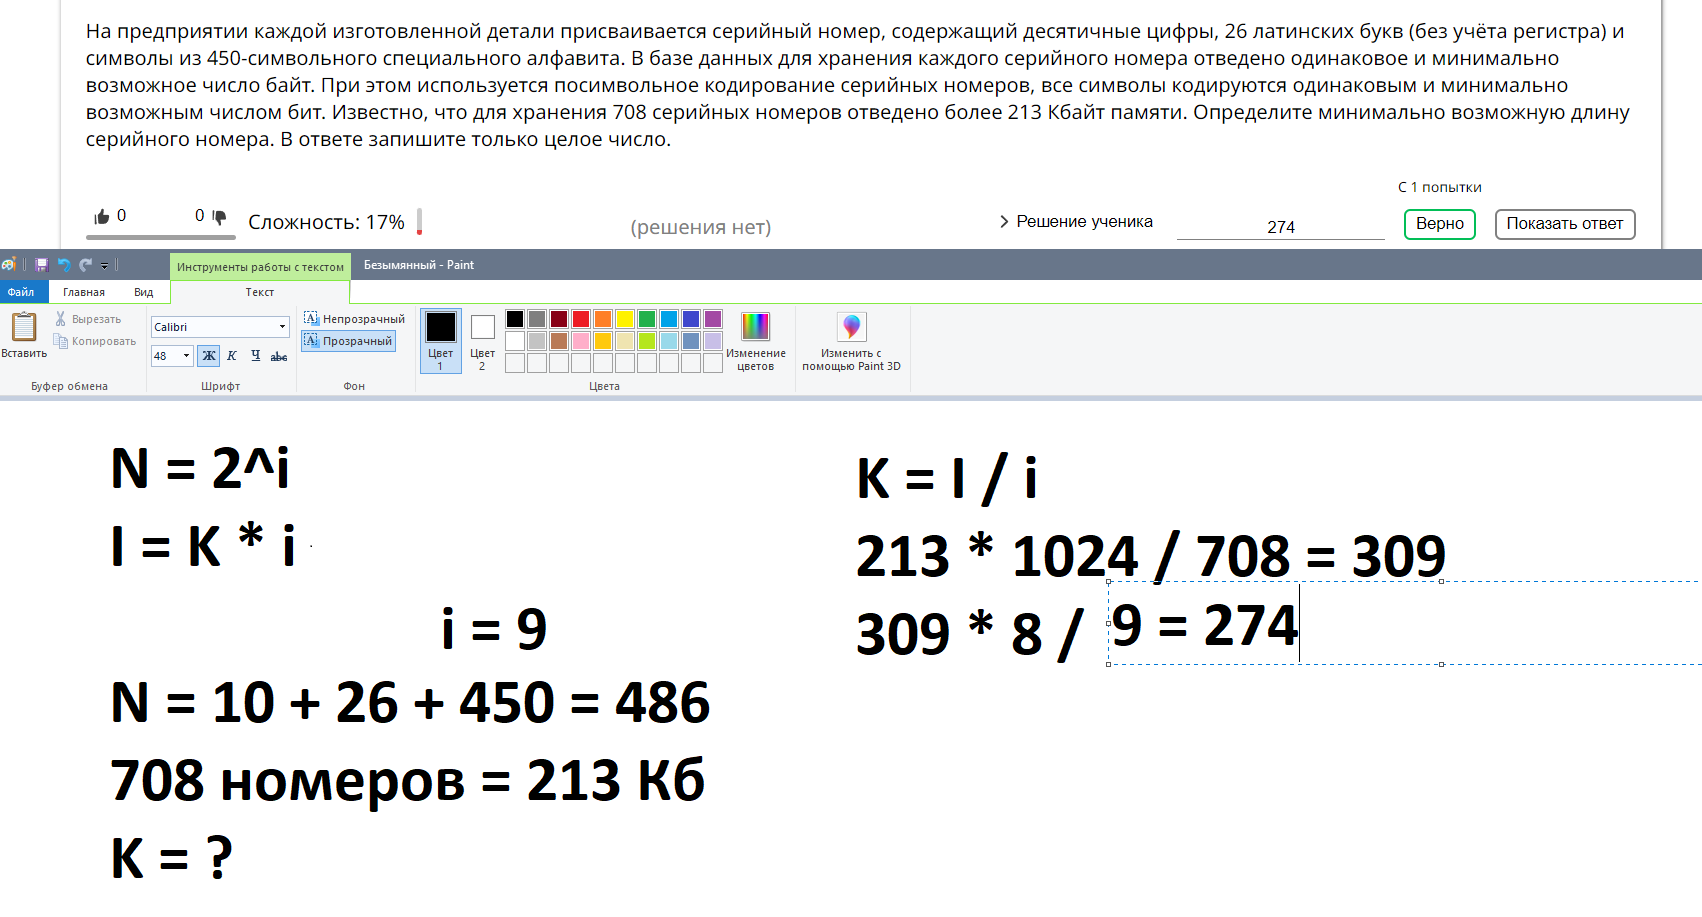 На предприятии каждой изготовленной детали присваивается серийный номер, содержащий десятичные цифры, 26 латинских букв (без учёта регистра) и
символы из 450-символьного специального алфавита. В базе данных для хранения каждого серийного номера отведено одинаковое и минимально
возможное число байт. При этом используется посимвольное кодирование серийных номеров, все символы кодируются одинаковым и минимально
возможным числом бит. Известно, что для хранения 708 серийных номеров отведено более 213 Кбайт памяти. Определите минимально возможную длину
серийного номера. В ответе запишите только целое число.
С 1 попытки
0 0 Сложность: 17% (решения нет) Решение ученика 274 Верно Показать ответ
Инструменты работы с текстом Безымянный - Paint
Файл Главная Вид Текст
Вставить
Вырезать
Копировать
Буфер обмена
Calibri
48 Ж К Ч abc
Шрифт
Непрозрачный
Прозрачный
Фон
Цвет 1
Цвет 2
Цвета
Изменение цветов
Изменить с помощью Paint 3D
N = 2^i
I = K * i
i = 9
N = 10 + 26 + 450 = 486
708 номеров = 213 Кб
K = ?
K = I / i
213 * 1024 / 708 = 309
309 * 8 / 9 = 274